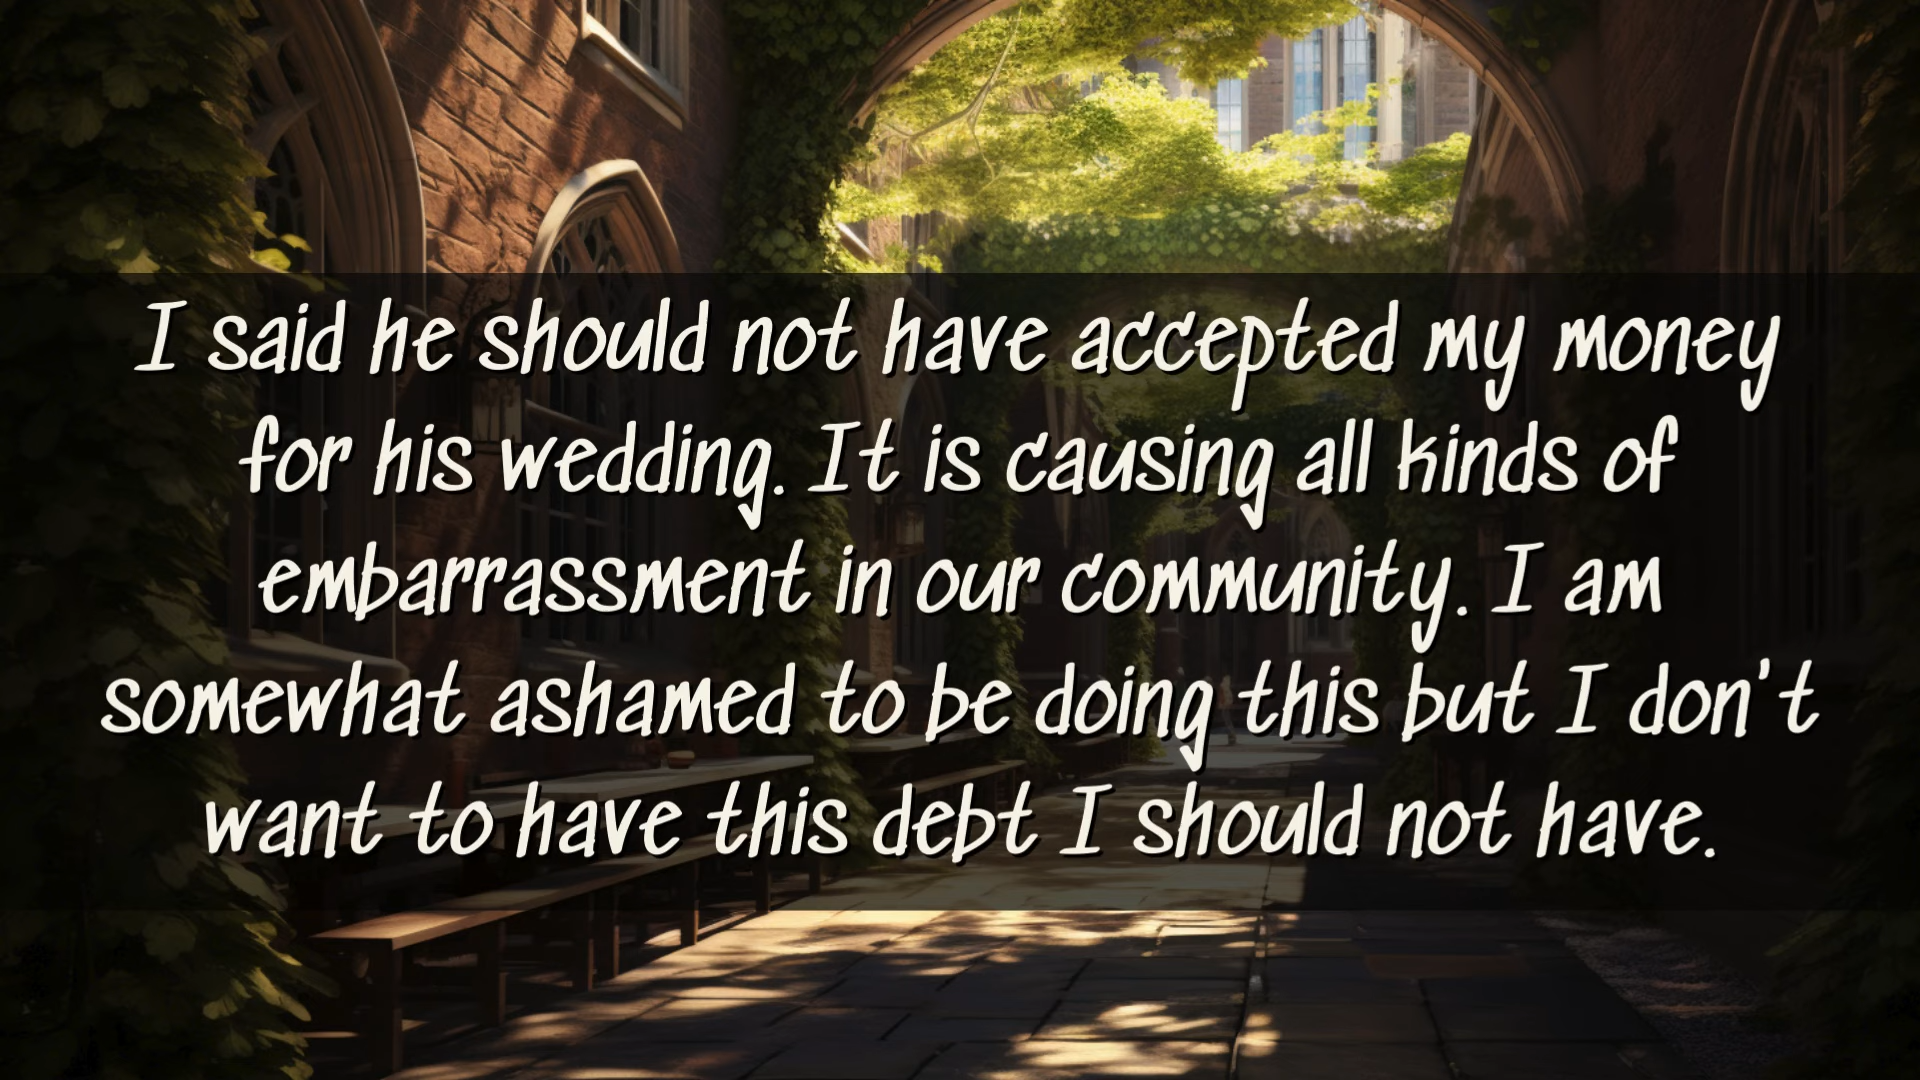 I said he should not have accepted my money
for his wedding. It is causing all kinds of
embarrassment in our community. I am
somewhat ashamed to be doing this but I don't
want to have this debt I should not have.